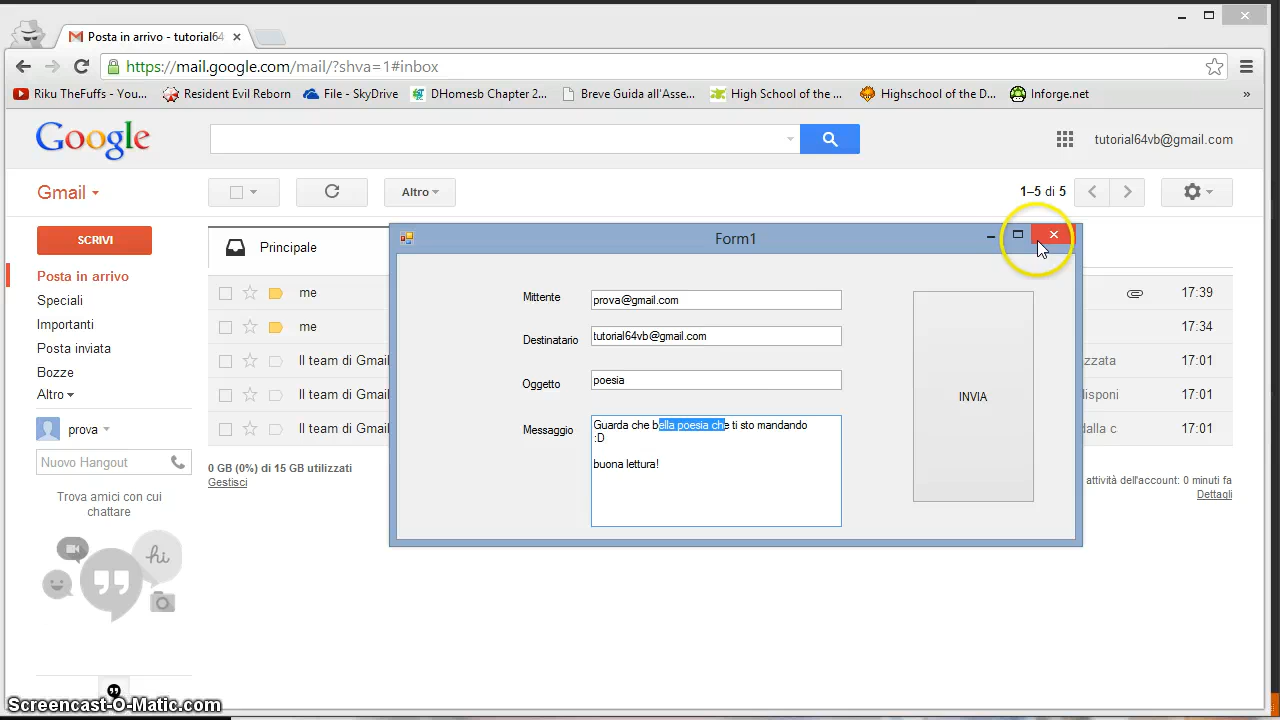 Posta in arrivo - tutorial64
https://mail.google.com/mail/?shva=1#inbox
Riku TheFuffs - You...
Resident Evil Reborn
File - SkyDrive
DHomesb Chapter 2...
Breve Guida all'Asse...
High School of the ...
Highschool of the D...
Inforge.net
»
Google
tutorial64vb@gmail.com
Gmail
Altro
1–5 di 5
SCRIVI
Principale
Posta in arrivo
Speciali
Importanti
Posta inviata
Bozze
Altro
me
17:39
me
17:34
Il team di Gmail
zzata
17:01
Il team di Gmail
disponi
17:01
Il team di Gmail
dalla c
17:01
prova
Nuovo Hangout
Trova amici con cui
chattare
hi
0 GB (0%) di 15 GB utilizzati
Gestisci
attività dell'account: 0 minuti fa
Dettagli
Form1
Mittente
prova@gmail.com
Destinatario
tutorial64vb@gmail.com
Oggetto
poesia
Messaggio
Guarda che bella poesia che ti sto mandando
:D
buona lettura!
INVIA
Screencast-O-Matic.com